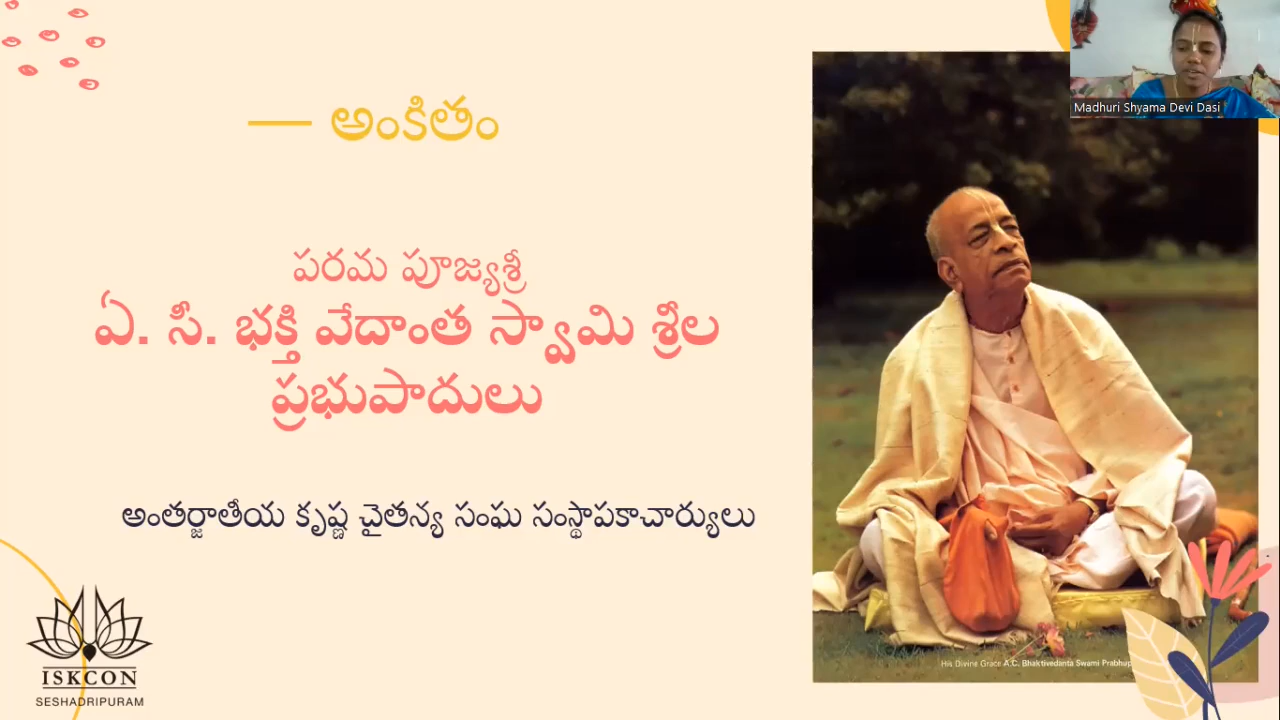 Madhuri Shyama Devi Dasi
— అంకితం
పరమ పూజ్యశ్రీ
ఏ. సీ. భక్తి వేదాంత స్వామి శ్రీల
ప్రభుపాదులు
అంతర్జాతీయ కృష్ణ చైతన్య సంఘ సంస్థాపకాచార్యులు
His Divine Grace A.C. Bhaktivedanta Swami Prabhup
ISKCON
SESHADRIPURAM